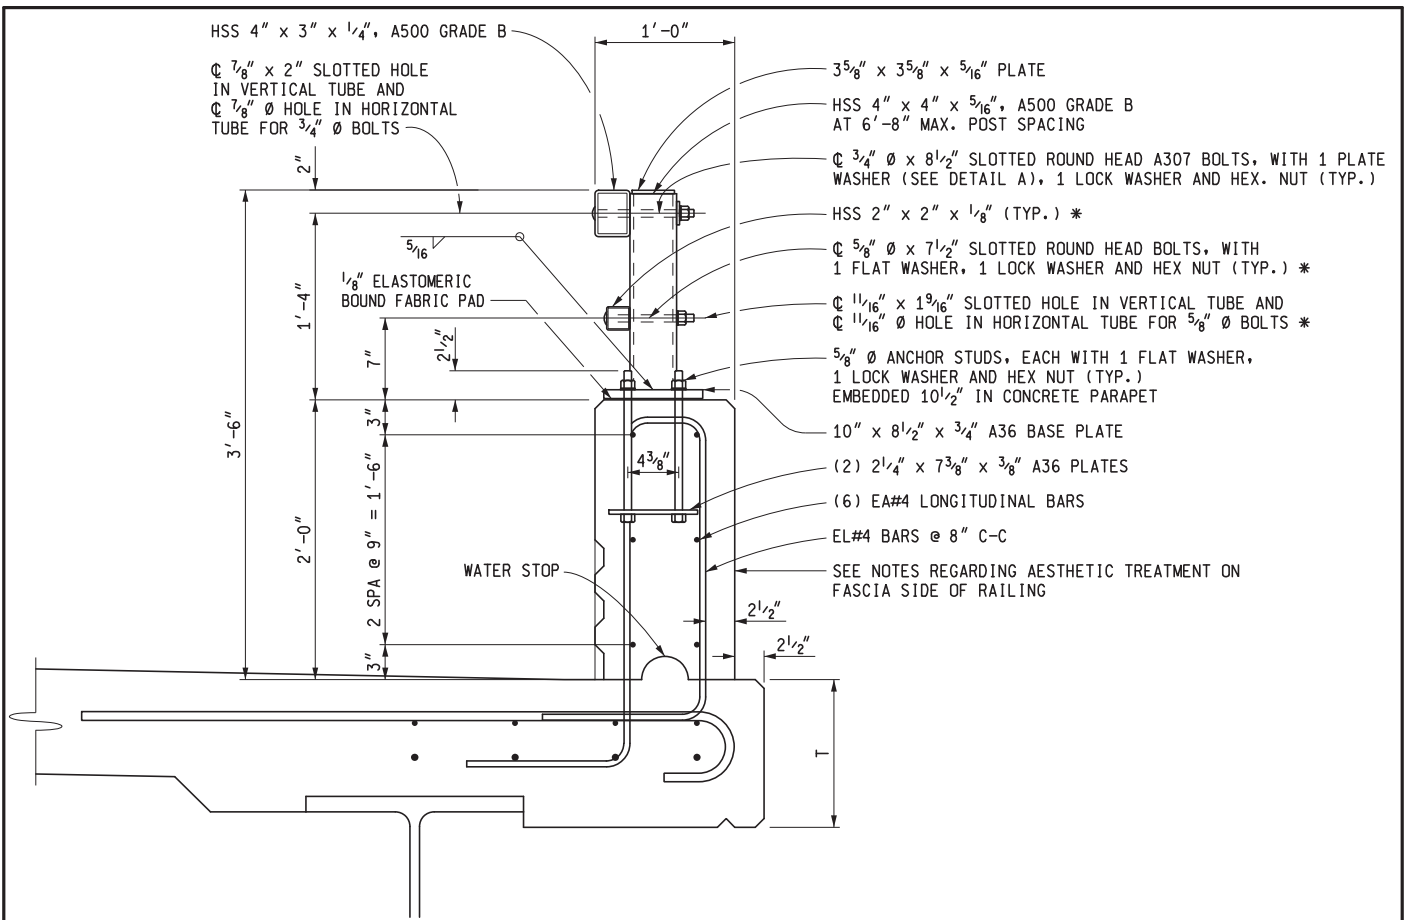 HSS 4" x 3" x 1/4", A500 GRADE B
℄ 7/8" x 2" SLOTTED HOLE
IN VERTICAL TUBE AND
℄ 7/8" Ø HOLE IN HORIZONTAL
TUBE FOR 3/4" Ø BOLTS
1'-0"
3 5/8" x 3 5/8" x 5/16" PLATE
HSS 4" x 4" x 5/16", A500 GRADE B
AT 6'-8" MAX. POST SPACING
℄ 3/4" Ø x 8 1/2" SLOTTED ROUND HEAD A307 BOLTS, WITH 1 PLATE
WASHER (SEE DETAIL A), 1 LOCK WASHER AND HEX. NUT (TYP.)
HSS 2" x 2" x 1/8" (TYP.) *
℄ 5/8" Ø x 7 1/2" SLOTTED ROUND HEAD BOLTS, WITH
1 FLAT WASHER, 1 LOCK WASHER AND HEX NUT (TYP.) *
℄ 11/16" x 1 9/16" SLOTTED HOLE IN VERTICAL TUBE AND
℄ 11/16" Ø HOLE IN HORIZONTAL TUBE FOR 5/8" Ø BOLTS *
5/8" Ø ANCHOR STUDS, EACH WITH 1 FLAT WASHER,
1 LOCK WASHER AND HEX NUT (TYP.)
EMBEDDED 10 1/2" IN CONCRETE PARAPET
10" x 8 1/2" x 3/4" A36 BASE PLATE
(2) 2 1/4" x 7 3/8" x 3/8" A36 PLATES
(6) EA#4 LONGITUDINAL BARS
EL#4 BARS @ 8" C-C
SEE NOTES REGARDING AESTHETIC TREATMENT ON
FASCIA SIDE OF RAILING
2"
5/16
1/8" ELASTOMERIC
BOUND FABRIC PAD
1'-4"
2 1/2"
7"
3'-6"
3"
4 3/8"
2 SPA @ 9" = 1'-6"
2'-0"
WATER STOP
3"
2 1/2"
2 1/2"
T